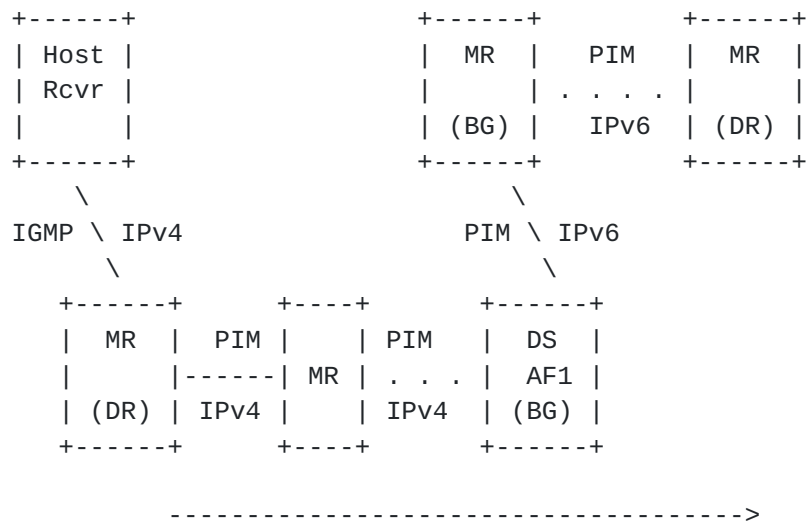 +------+                   +------+         +------+
| Host |                   |  MR  |   PIM   |  MR  |
| Rcvr |                   |      | . . . . |      |
|      |                   | (BG) |   IPv6  | (DR) |
+------+                   +------+         +------+
    \                            \
IGMP \ IPv4                  PIM \ IPv6
      \                            \
   +------+      +----+       +------+
   |  MR  |  PIM |    | PIM   |  DS  |
   |      |------| MR | . . . |  AF1 |
   | (DR) | IPv4 |    | IPv4  | (BG) |
   +------+      +----+       +------+
         ------------------------------------>